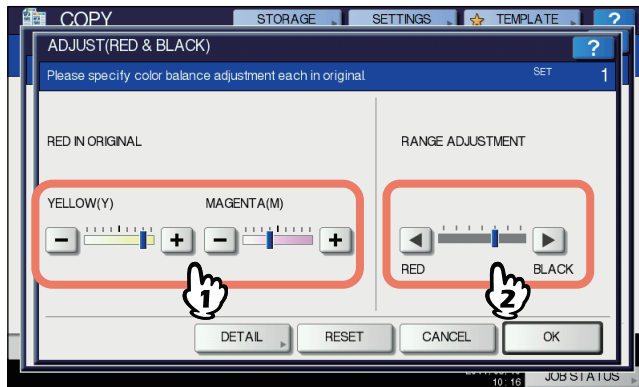 COPY
STORAGE
SETTINGS
TEMPLATE
?
ADJUST(RED & BLACK)
?
Please specify color balance adjustment each in original.
SET 1
RED IN ORIGINAL
RANGE ADJUSTMENT
YELLOW(Y)
MAGENTA(M)
- +
- +
RED
BLACK
1
2
DETAIL
RESET
CANCEL
OK
10:16
JOB STATUS